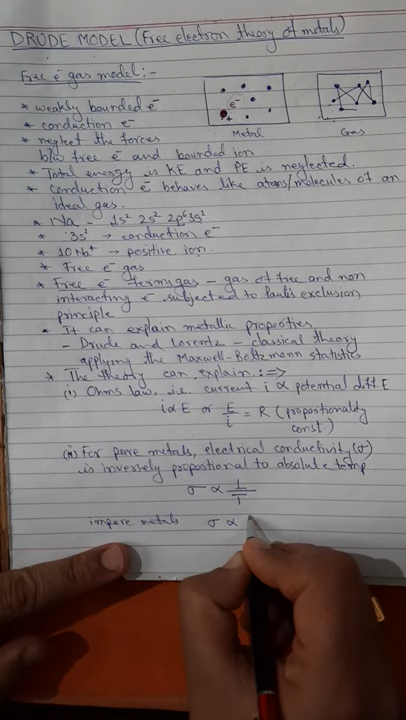 DRUDE MODEL (Free electron theory of metals)
Free e⁻ gas model:-
* weakly bounded e⁻
* conduction e⁻
* neglect the forces
b/w free e⁻ and bounded ion
e⁻
+
Metal
Gas
* Total energy is KE and PE is neglected.
* conduction e⁻ behaves like atoms/molecules of an
ideal gas.
* Na - 1s² 2s² 2p⁶ 3s¹
* 3s¹ → conduction e⁻
* 10 Na⁺ → positive ion
* Free e⁻ gas
* Free e⁻ fermigas - gas of free and non
interacting e⁻ subjected to Pauli's exclusion
principle
* It can explain metallic properties
- Drude and Lorentz - classical theory
applying the Maxwell-Boltzmann statistics
* The theory can explain :=>
(i) Ohms law, i.e current i ∝ potential diff E
i ∝ E or E/i = R (proportionality
const)
(ii) For pure metals, electrical conductivity (σ)
is inversely proportional to absolute temp
σ ∝ 1/T
impure metals σ ∝